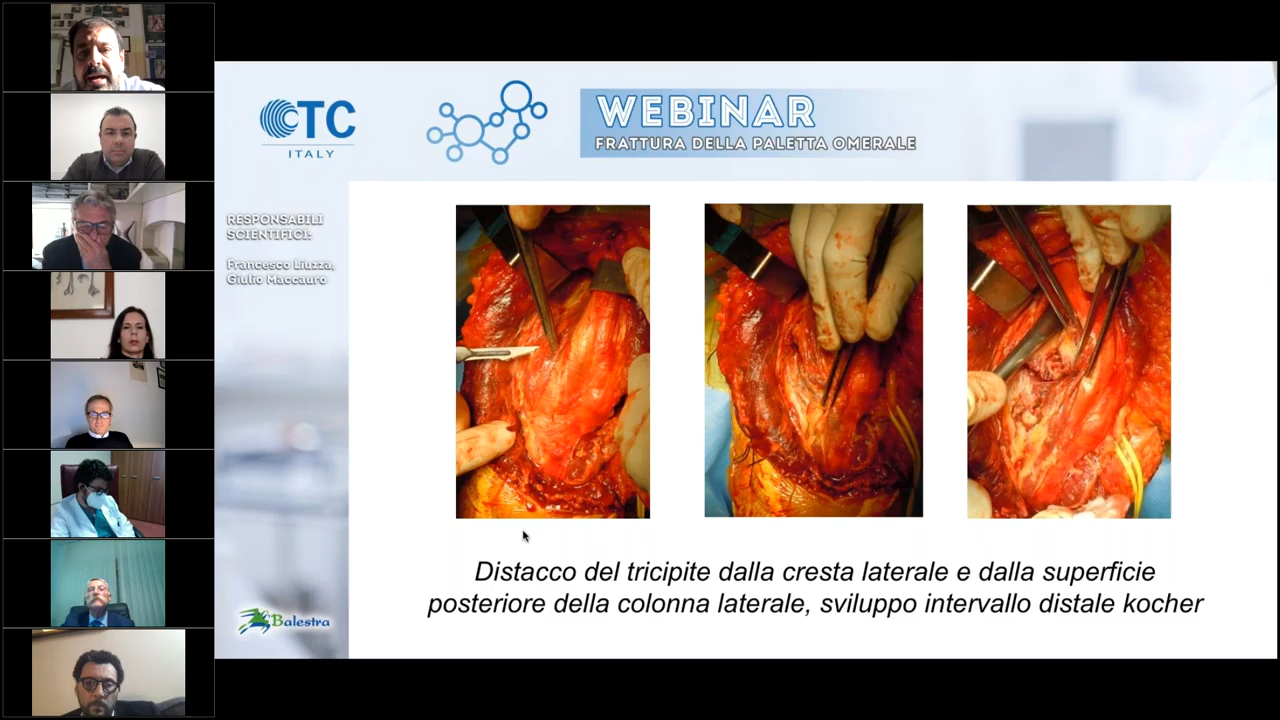 OTC
ITALY
WEBINAR
FRATTURA DELLA PALETTA OMERALE
RESPONSABILI
SCIENTIFICI:
Francesco Liuzza,
Giulio Maccauro
Balestra
Distacco del tricipite dalla cresta laterale e dalla superficie
posteriore della colonna laterale, sviluppo intervallo distale kocher